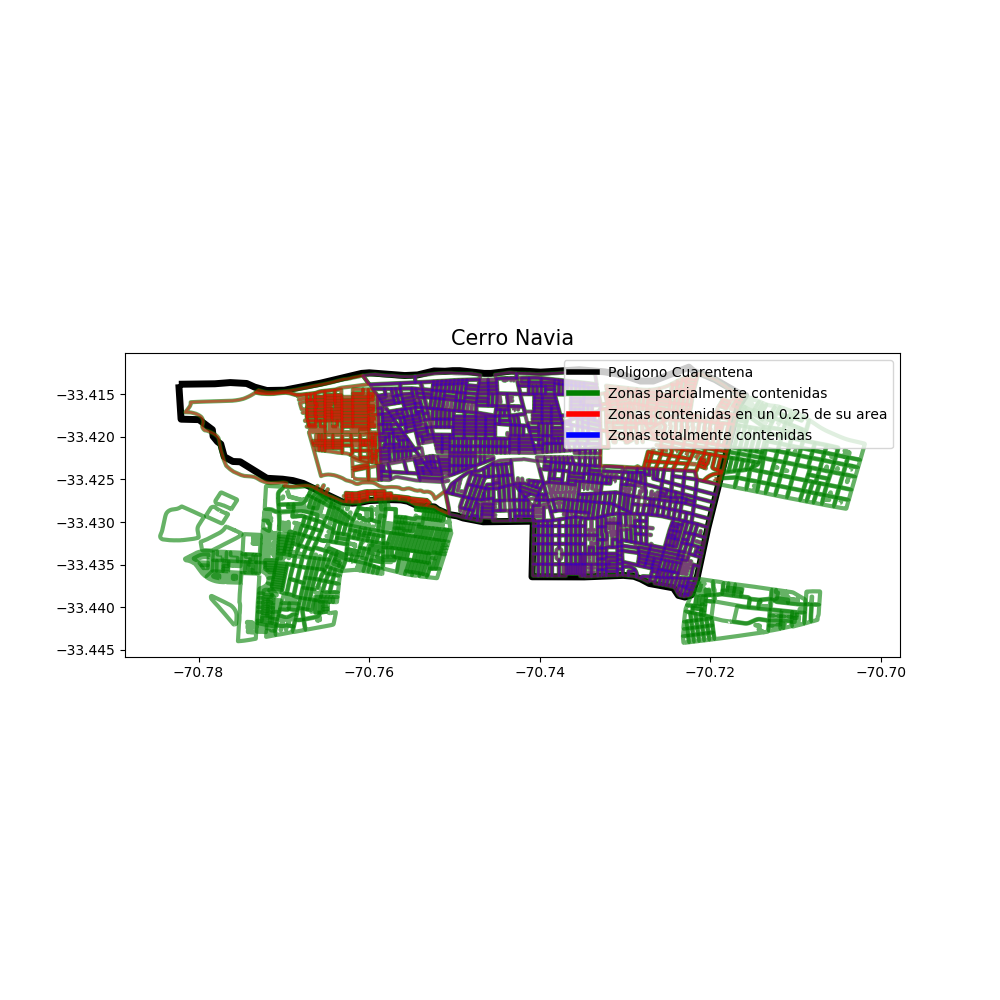 Cerro Navia
Poligono Cuarentena
Zonas parcialmente contenidas
Zonas contenidas en un 0.25 de su area
Zonas totalmente contenidas
−33.415
−33.420
−33.425
−33.430
−33.435
−33.440
−33.445
−70.78 −70.76 −70.74 −70.72 −70.70